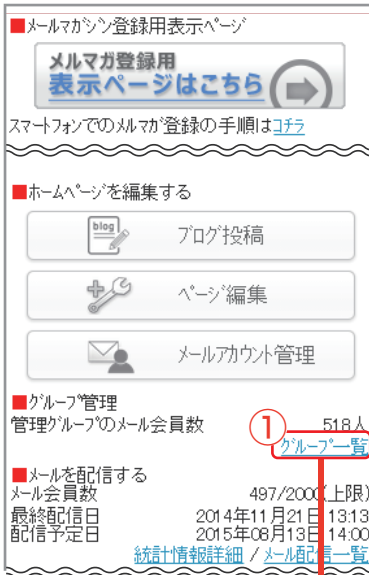 ■メールマガジン登録用表示ページ
メルマガ登録用
表示ページはこちら
スマートフォンでのメルマガ登録の手順はコチラ
■ホームページを編集する
blog
ブログ投稿
ページ編集
メールアカウント管理
■グループ管理
管理グループのメール会員数 518人
①
グループ一覧
■メールを配信する
メール会員数 497/2000(上限)
最終配信日 2014年11月21日 13:13
配信予定日 2015年08月13日 14:00
統計情報詳細 / メール配信一覧